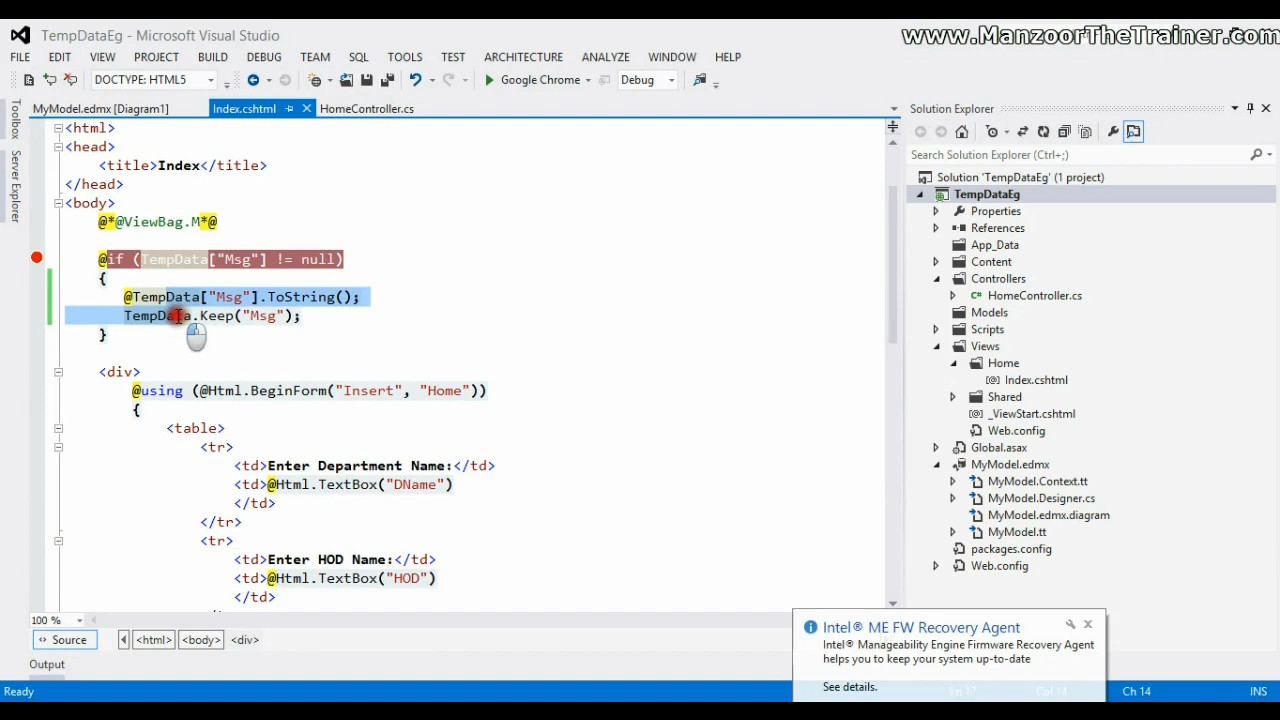 TempDataEg - Microsoft Visual Studio
www.ManzoorTheTrainer.com
FILE EDIT VIEW PROJECT BUILD DEBUG TEAM SQL TOOLS TEST ARCHITECTURE ANALYZE WINDOW HELP
DOCTYPE: HTML5 Google Chrome Debug
MyModel.edmx [Diagram1] Index.cshtml HomeController.cs
Toolbox
Server Explorer
<html>
<head>
<title>Index</title>
</head>
<body>
@*@ViewBag.M*@
@if (TempData["Msg"] != null)
{
@TempData["Msg"].ToString();
TempData.Keep("Msg");
}
<div>
@using (@Html.BeginForm("Insert", "Home"))
{
<table>
<tr>
<td>Enter Department Name:</td>
<td>@Html.TextBox("DName")
</td>
</tr>
<tr>
<td>Enter HOD Name:</td>
<td>@Html.TextBox("HOD")
</td>
100 %
Source <html> <body> <div>
Output
Ready
Solution Explorer
Search Solution Explorer (Ctrl+;)
Solution 'TempDataEg' (1 project)
TempDataEg
Properties
References
App_Data
Content
Controllers
HomeController.cs
Models
Scripts
Views
Home
Index.cshtml
Shared
_ViewStart.cshtml
Web.config
Global.asax
MyModel.edmx
MyModel.Context.tt
MyModel.Designer.cs
MyModel.edmx.diagram
MyModel.tt
packages.config
Web.config
Intel® ME FW Recovery Agent
Intel® Manageability Engine Firmware Recovery Agent
helps you to keep your system up-to-date
See details.
Ln 17 Col 14 Ch 14 INS